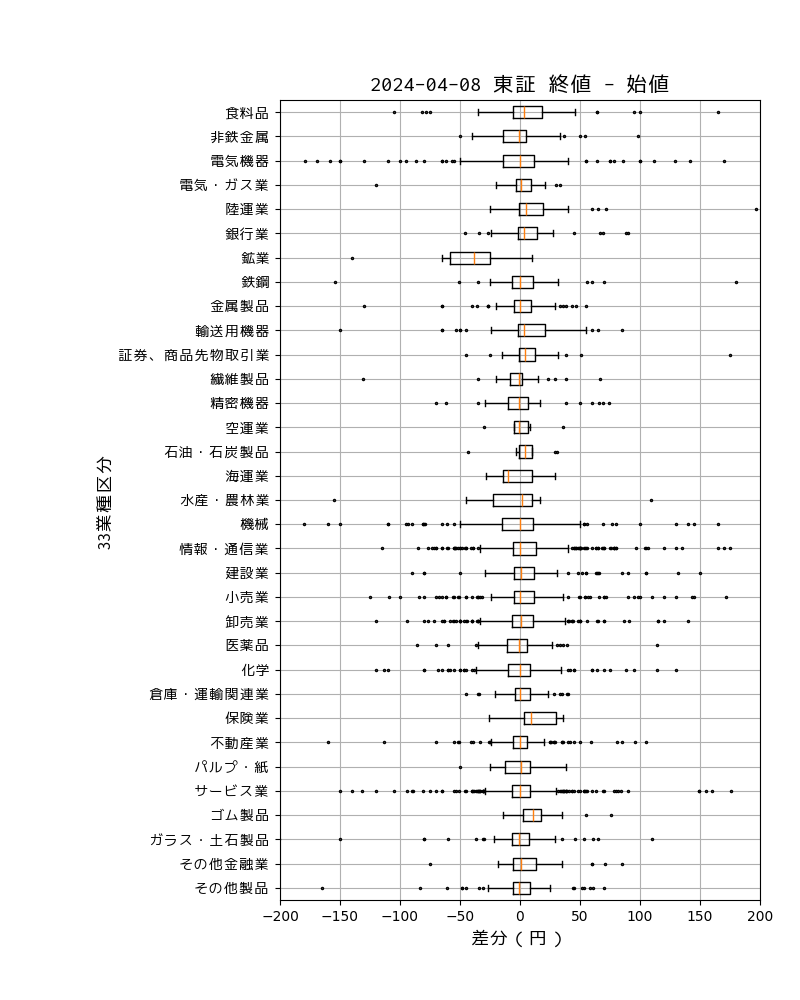 2024-04-08 東証 終値 - 始値
食料品
非鉄金属
電気機器
電気・ガス業
陸運業
銀行業
鉱業
鉄鋼
金属製品
輸送用機器
証券、商品先物取引業
繊維製品
精密機器
空運業
石油・石炭製品
海運業
水産・農林業
機械
情報・通信業
建設業
小売業
卸売業
医薬品
化学
倉庫・運輸関連業
保険業
不動産業
パルプ・紙
サービス業
ゴム製品
ガラス・土石製品
その他金融業
その他製品
33業種区分
−200 −150 −100 −50 0 50 100 150 200
差分（円）